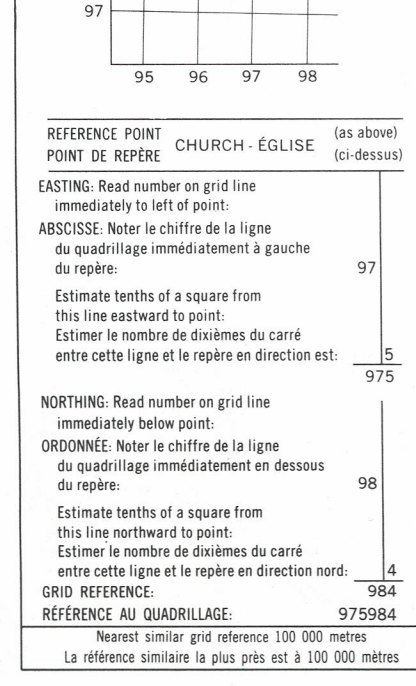 97
95 96 97 98
REFERENCE POINT CHURCH - ÉGLISE (as above)
POINT DE REPÈRE (ci-dessus)
EASTING: Read number on grid line
immediately to left of point:
ABSCISSE: Noter le chiffre de la ligne
du quadrillage immédiatement à gauche
du repère: 97
Estimate tenths of a square from
this line eastward to point:
Estimer le nombre de dixièmes du carré
entre cette ligne et le repère en direction est: 5
975
NORTHING: Read number on grid line
immediately below point:
ORDONNÉE: Noter le chiffre de la ligne
du quadrillage immédiatement en dessous
du repère: 98
Estimate tenths of a square from
this line northward to point:
Estimer le nombre de dixièmes du carré
entre cette ligne et le repère en direction nord: 4
GRID REFERENCE: 984
RÉFÉRENCE AU QUADRILLAGE: 975984
Nearest similar grid reference 100 000 metres
La référence similaire la plus près est à 100 000 mètres